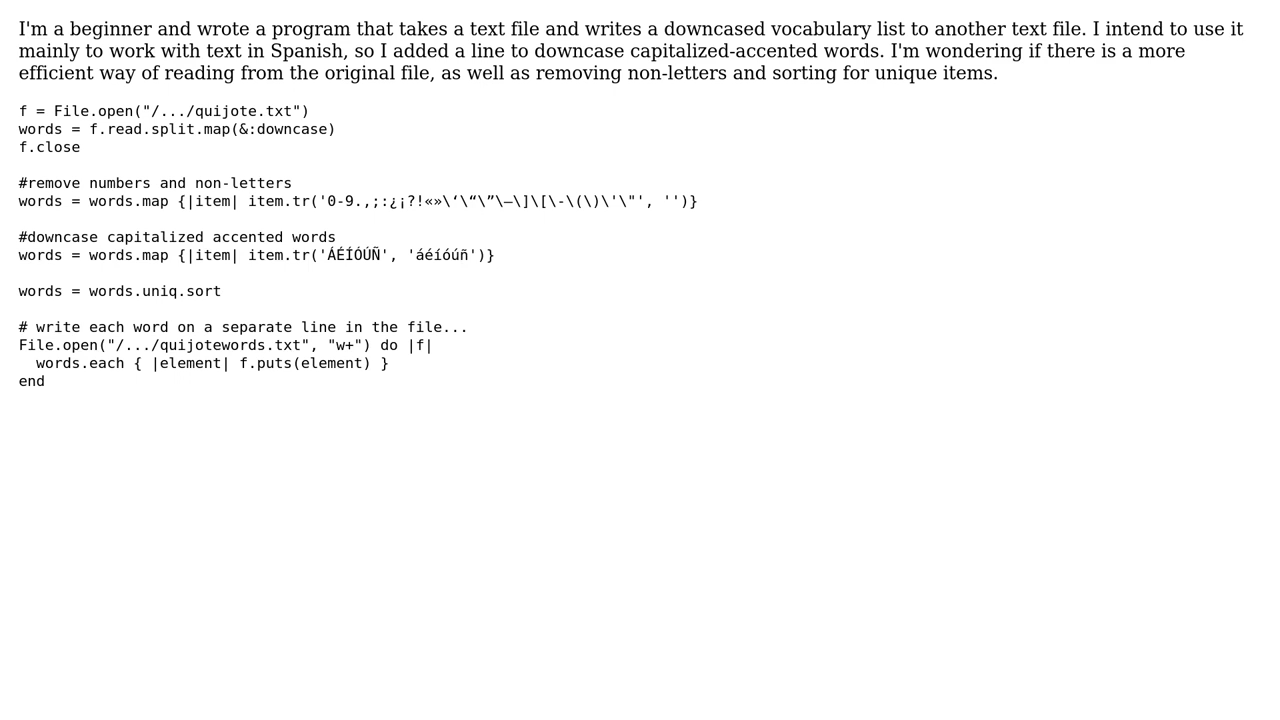 I'm a beginner and wrote a program that takes a text file and writes a downcased vocabulary list to another text file. I intend to use it
mainly to work with text in Spanish, so I added a line to downcase capitalized-accented words. I'm wondering if there is a more
efficient way of reading from the original file, as well as removing non-letters and sorting for unique items.
f = File.open("/.../quijote.txt")
words = f.read.split.map(&:downcase)
f.close
#remove numbers and non-letters
words = words.map {|item| item.tr('0-9.,;:¿¡?!«»\‘\“\”\—\]\[\-\(\)\'\"', '')}
#downcase capitalized accented words
words = words.map {|item| item.tr('ÁÉÍÓÚÑ', 'áéíóúñ')}
words = words.uniq.sort
# write each word on a separate line in the file...
File.open("/.../quijotewords.txt", "w+") do |f|
  words.each { |element| f.puts(element) }
end